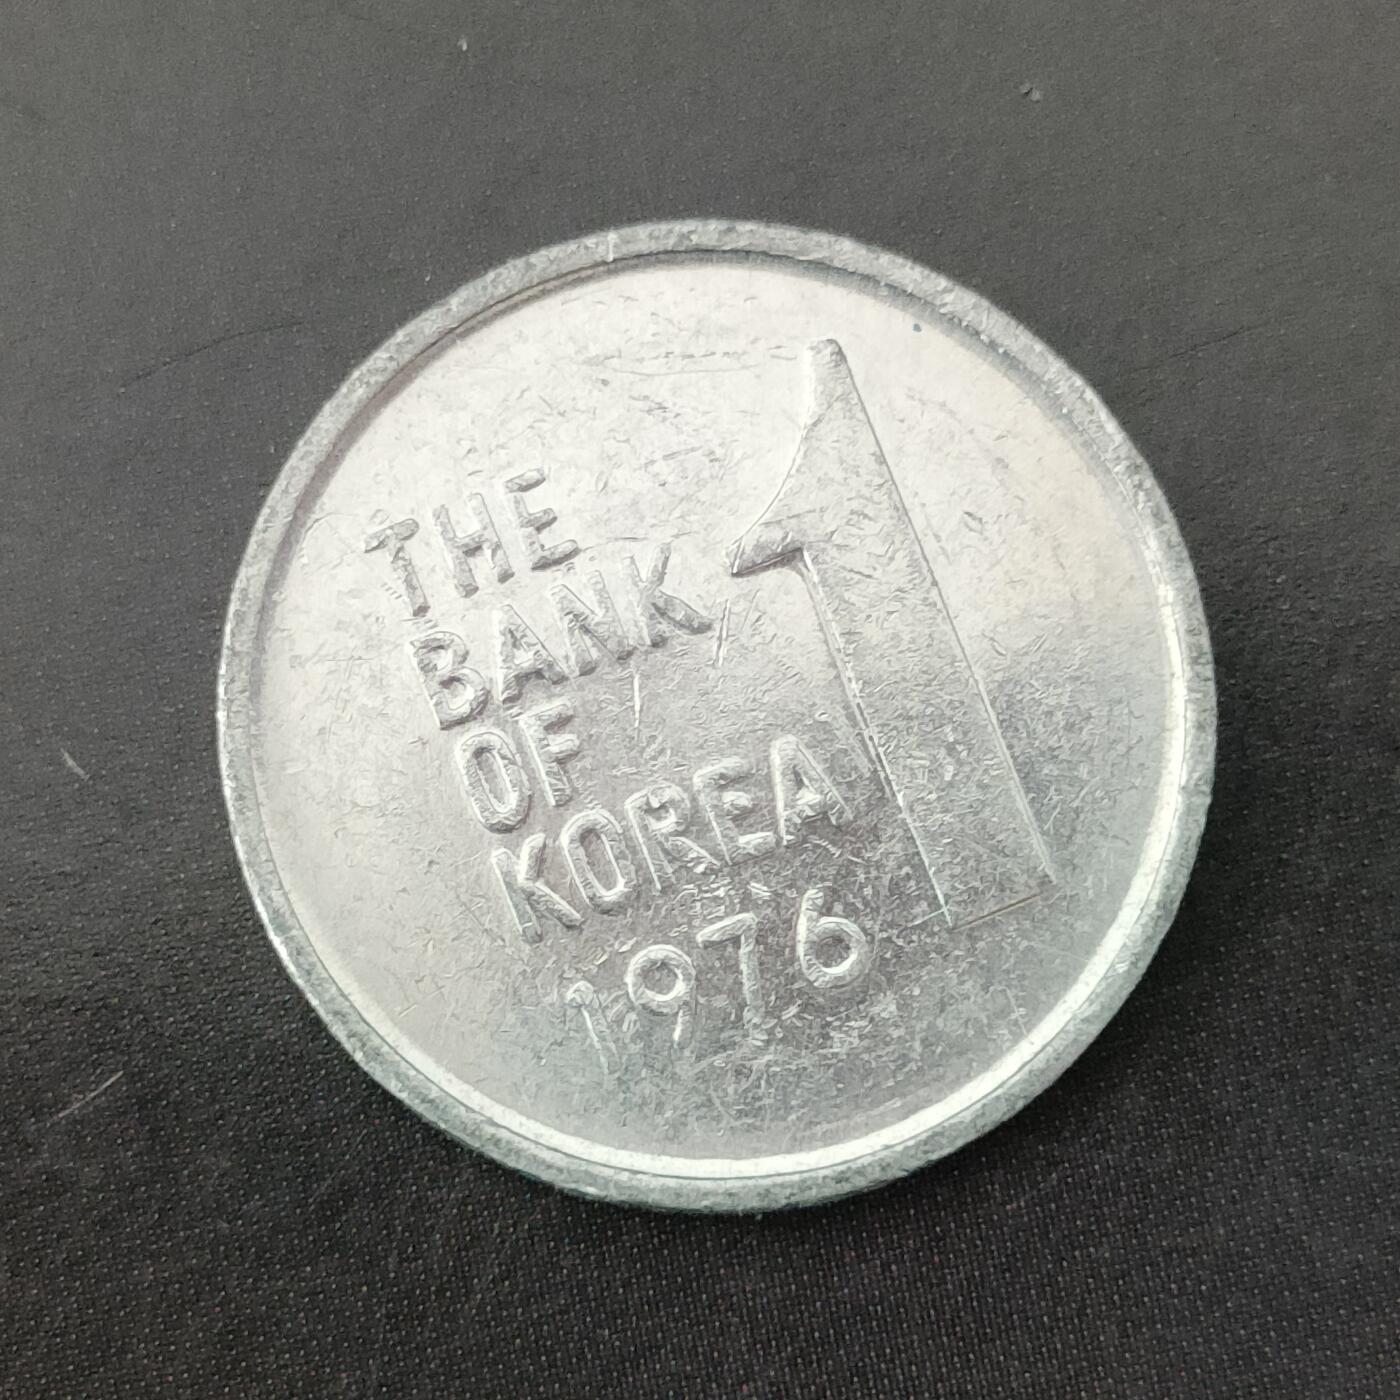 THE
BANK
OF
KOREA
1976
1